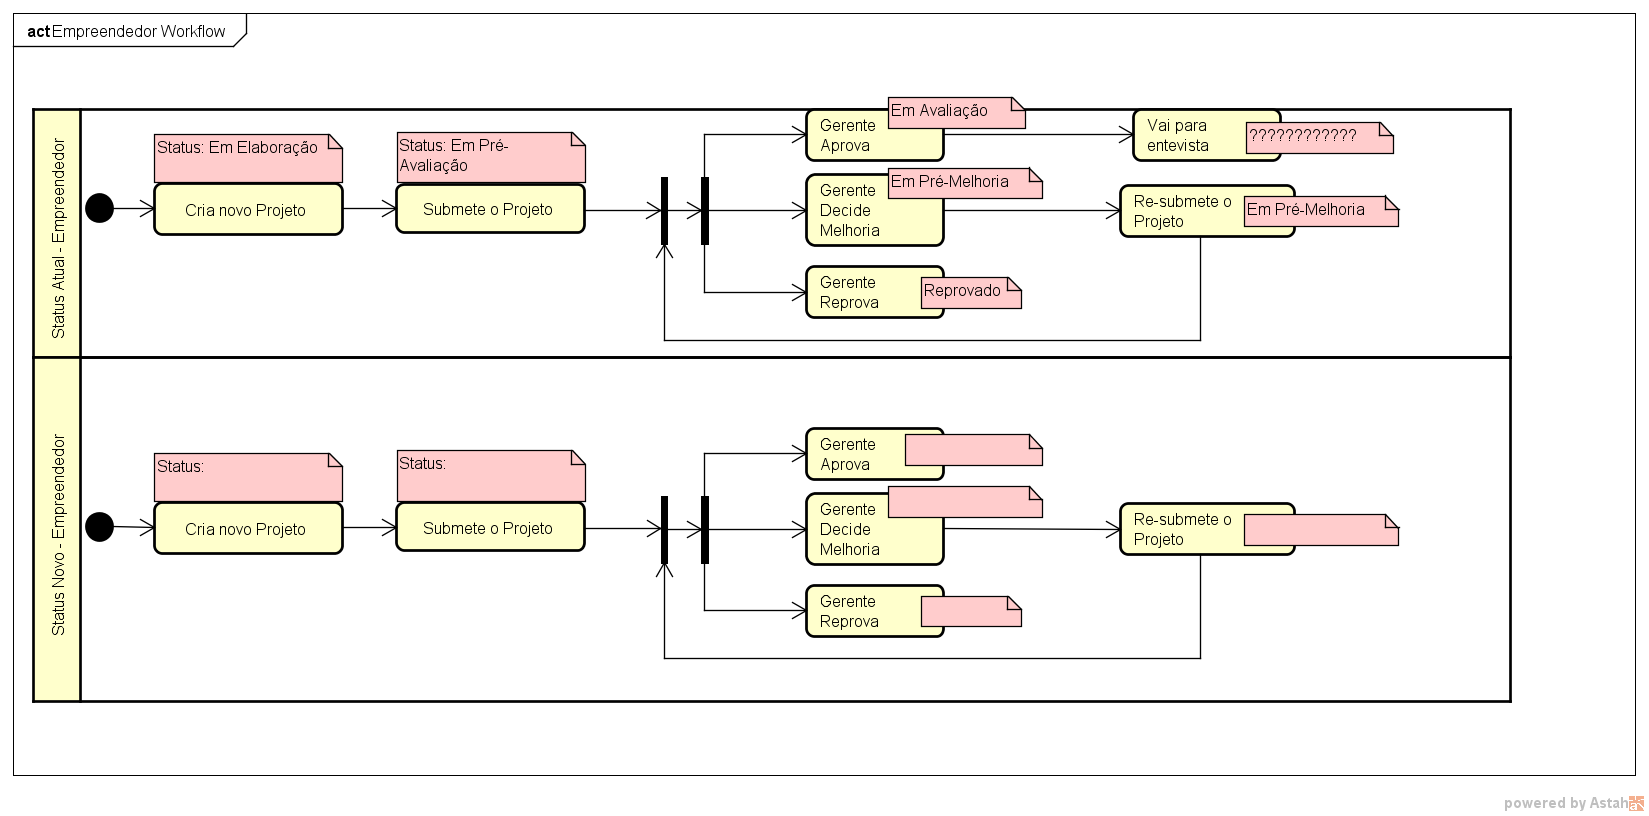 act Empreendedor Workflow
Status Atual - Empreendedor
Status: Em Elaboração
Cria novo Projeto
Status: Em Pré-
Avaliação
Submete o Projeto
Gerente
Aprova
Em Avaliação
Vai para
entevista
????????????
Gerente
Decide
Melhoria
Em Pré-Melhoria
Re-submete o
Projeto
Em Pré-Melhoria
Gerente
Reprova
Reprovado
Status Novo - Empreendedor
Status:
Cria novo Projeto
Status:
Submete o Projeto
Gerente
Aprova
Gerente
Decide
Melhoria
Re-submete o
Projeto
Gerente
Reprova
powered by Astah